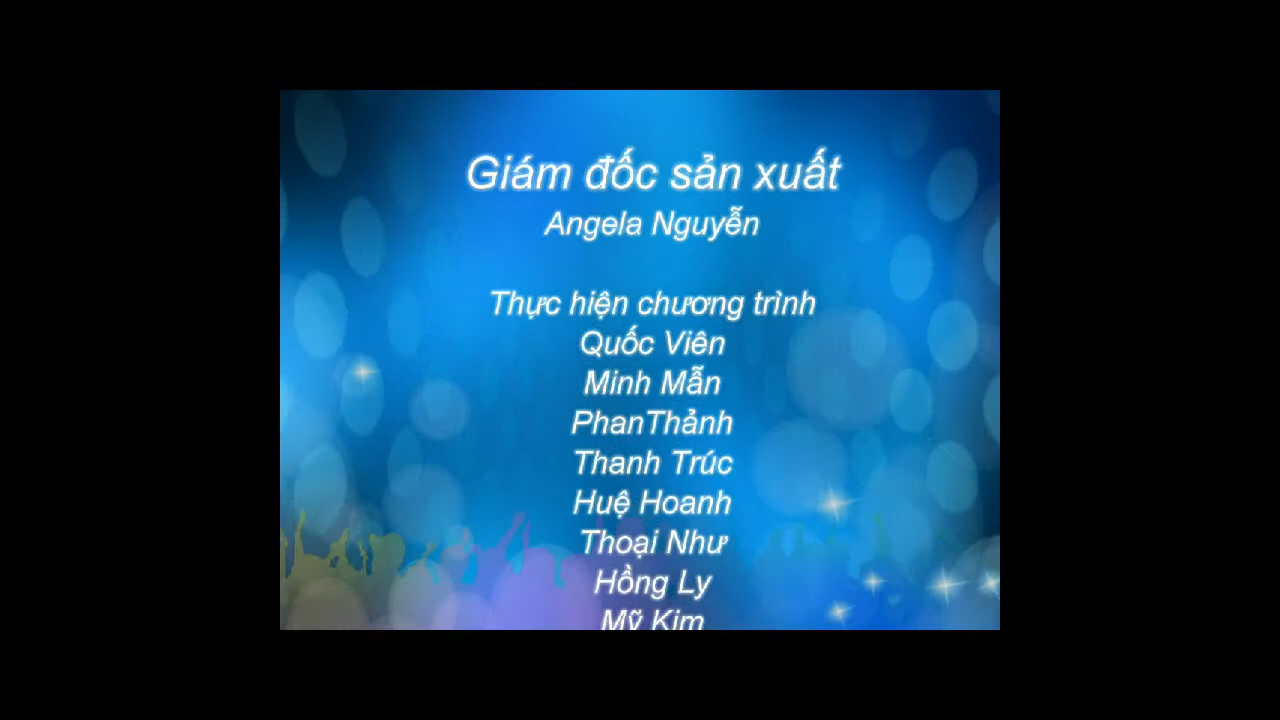 Giám đốc sản xuất
Angela Nguyễn
Thực hiện chương trình
Quốc Viên
Minh Mẫn
PhanThảnh
Thanh Trúc
Huệ Hoanh
Thoại Như
Hồng Ly
Mỹ Kim